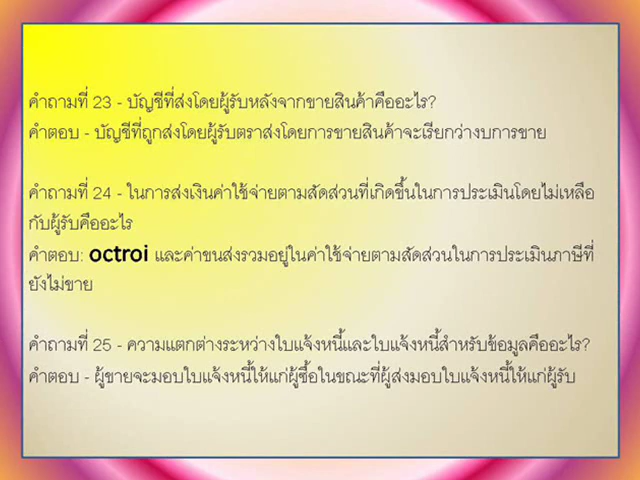 คำถามที่ 23 - บัญชีที่ส่งโดยผู้รับหลังจากขายสินค้าคืออะไร?
คำตอบ - บัญชีที่ถูกส่งโดยผู้รับตราส่งโดยการขายสินค้าจะเรียกว่างบการขาย
คำถามที่ 24 - ในการส่งเงินค่าใช้จ่ายตามสัดส่วนที่เกิดขึ้นในการประเมินโดยไม่เหลือ
กับผู้รับคืออะไร
คำตอบ: octroi และค่าขนส่งรวมอยู่ในค่าใช้จ่ายตามสัดส่วนในการประเมินภาษีที่
ยังไม่ขาย
คำถามที่ 25 - ความแตกต่างระหว่างใบแจ้งหนี้และใบแจ้งหนี้สำหรับข้อมูลคืออะไร?
คำตอบ - ผู้ขายจะมอบใบแจ้งหนี้ให้แก่ผู้ซื้อในขณะที่ผู้ส่งมอบใบแจ้งหนี้ให้แก่ผู้รับ